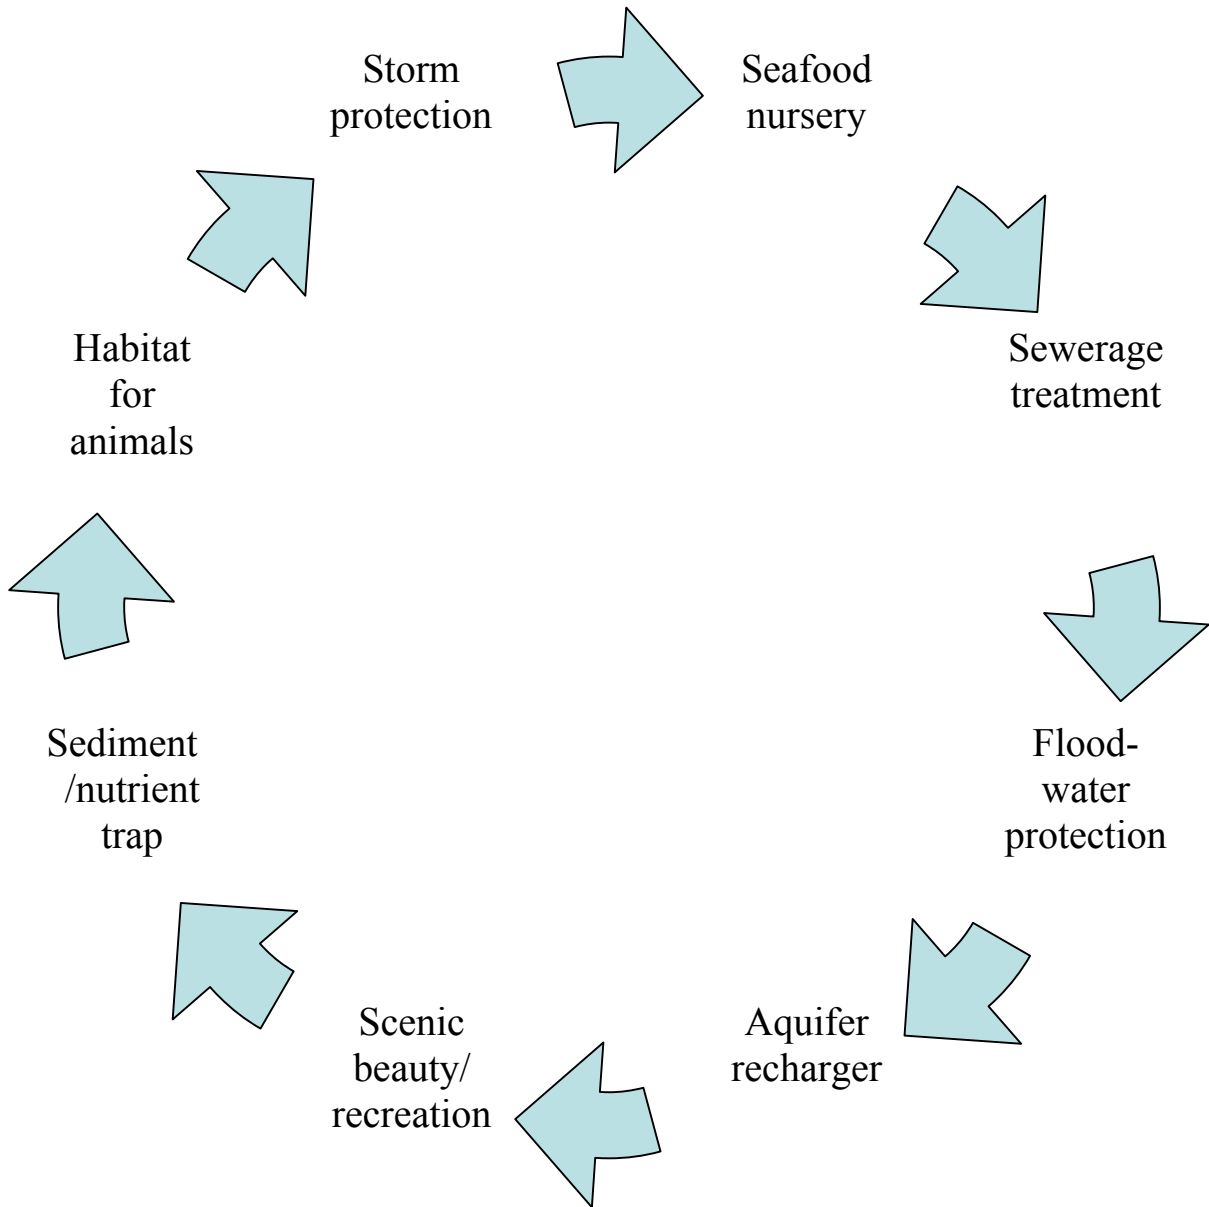 Storm
protection
Seafood
nursery
Sewerage
treatment
Flood-
water
protection
Aquifer
recharger
Scenic
beauty/
recreation
Sediment
/nutrient
trap
Habitat
for
animals